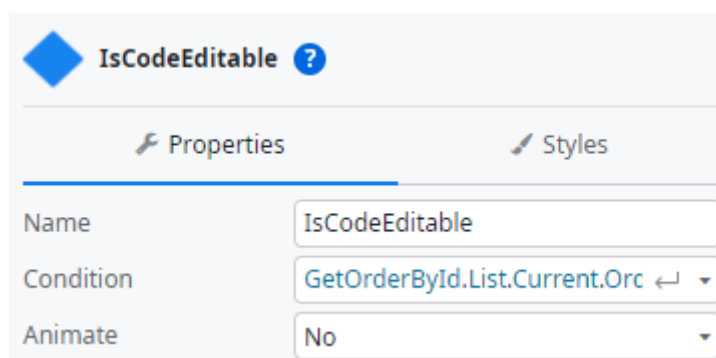 IsCodeEditable ?
Properties
Styles
Name IsCodeEditable
Condition GetOrderById.List.Current.Orc
Animate No